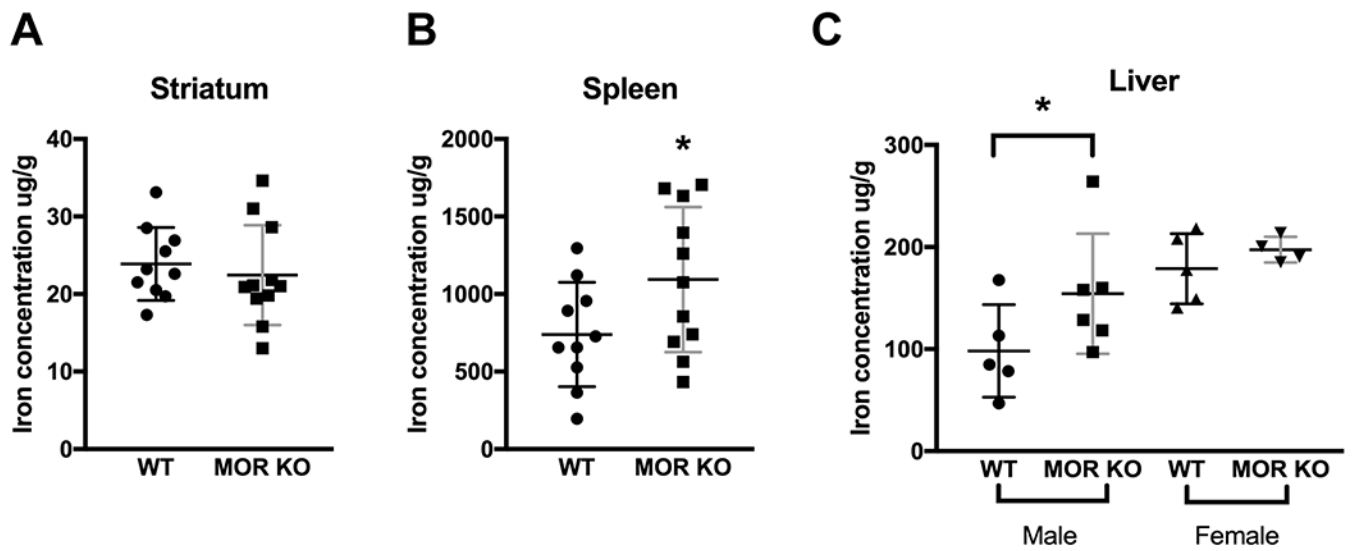 A
Striatum
Iron concentration ug/g
40
30
20
10
0
WT MOR KO
B
Spleen
*
Iron concentration ug/g
2000
1500
1000
500
0
WT MOR KO
C
Liver
*
Iron concentration ug/g
300
200
100
0
WT MOR KO WT MOR KO
Male Female